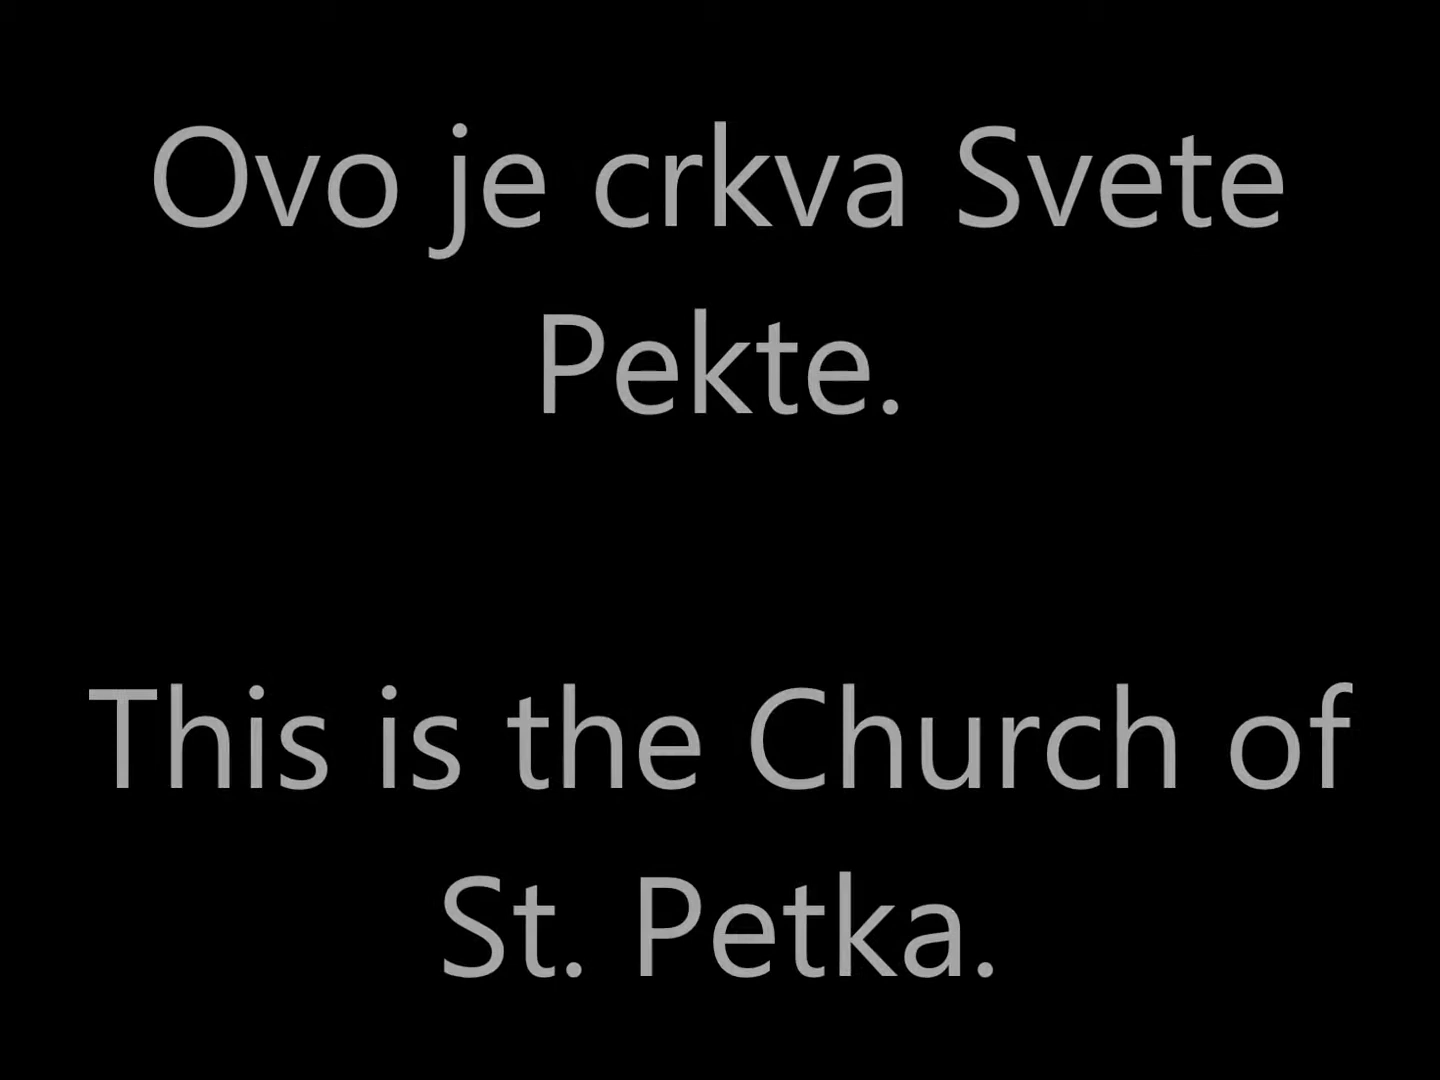 Ovo je crkva Svete
Pekte.
This is the Church of
St. Petka.